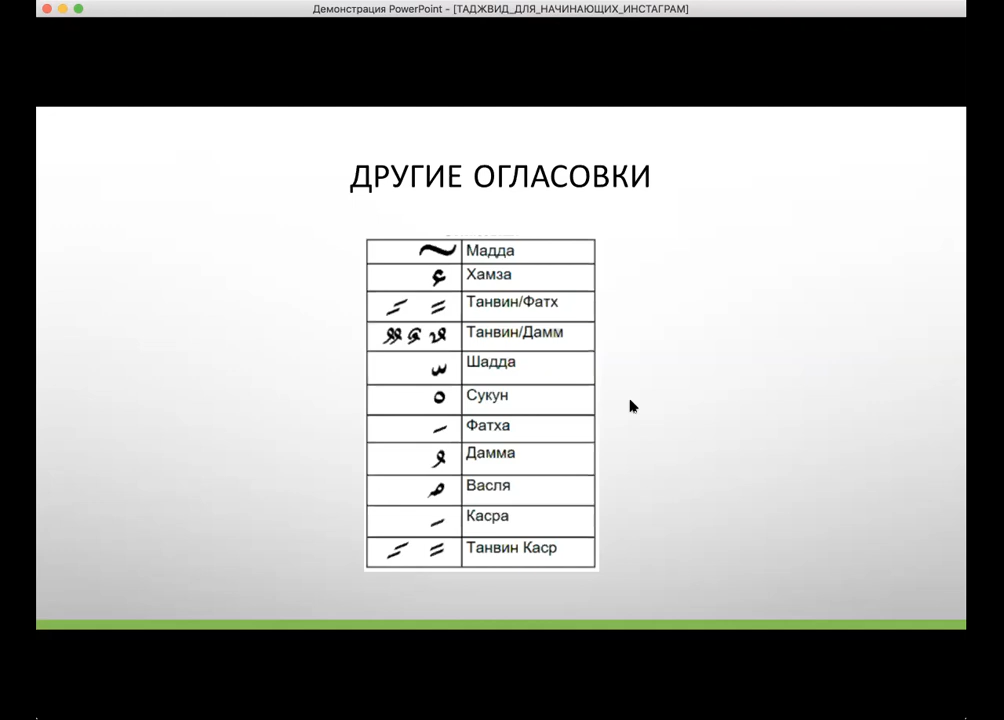 Демонстрация PowerPoint - [ТАДЖВИД_ДЛЯ_НАЧИНАЮЩИХ_ИНСТАГРАМ]
ДРУГИЕ ОГЛАСОВКИ
Мадда
Хамза
Танвин/Фатх
Танвин/Дамм
Шадда
Сукун
Фатха
Дамма
Васля
Касра
Танвин Каср